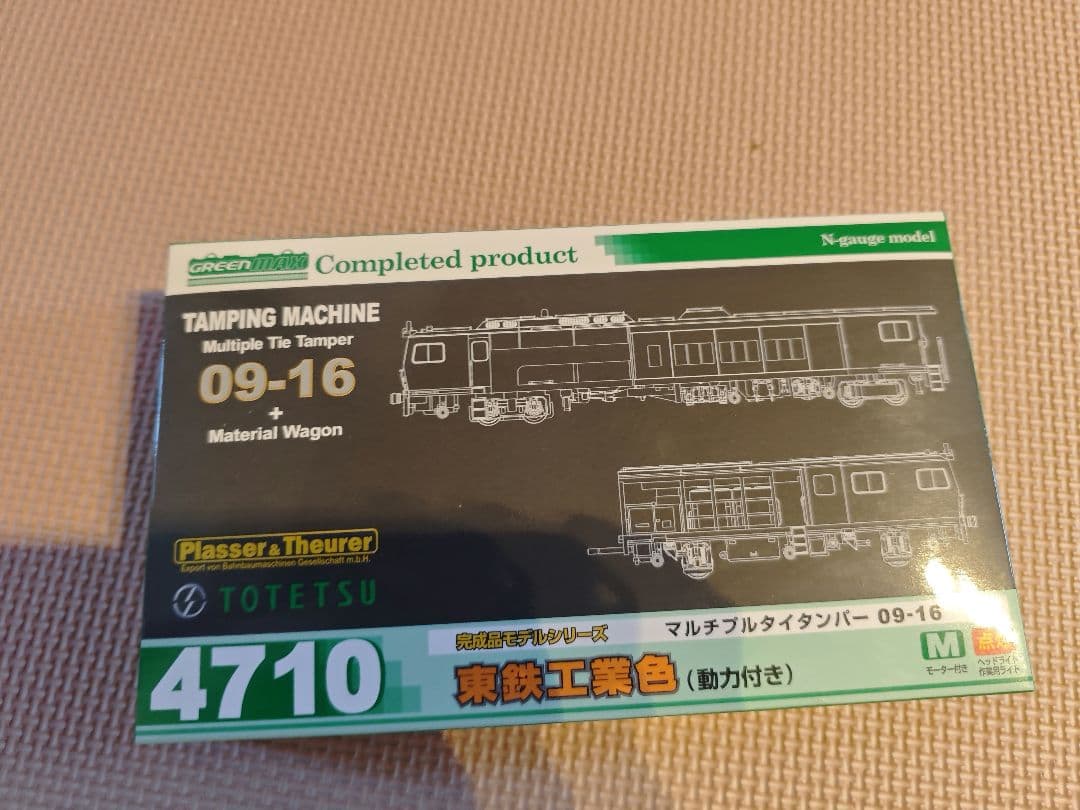 GREENMAX Completed product
N-gauge model
TAMPING MACHINE
Multiple Tie Tamper
09-16
+
Material Wagon
Plasser & Theurer
Export von Bahnbaumaschinen Gesellschaft m.b.H.
TOTETSU
4710
完成品モデルシリーズ
マルチプルタイタンパー 09-16
東鉄工業色(動力付き)
M
モーター付き
ヘッドライト
作業用ライト